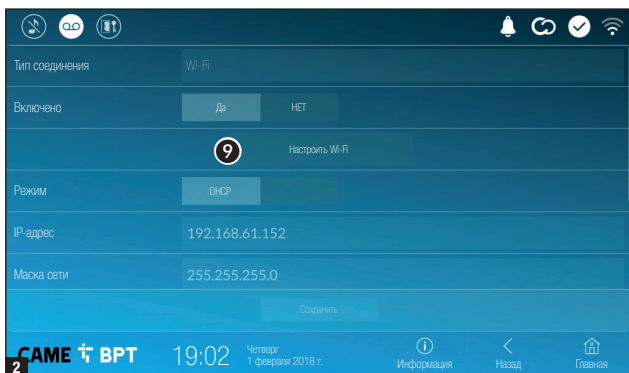 Тип соединения Wi-Fi
Включено Да НЕТ
9 Настроить Wi-Fi
Режим DHCP
IP-адрес 192.168.61.152
Маска сети 255.255.255.0
Сохранить
CAME BPT 19:02 Четверг
1 февраля 2018 г.
Информация Назад Главная
2